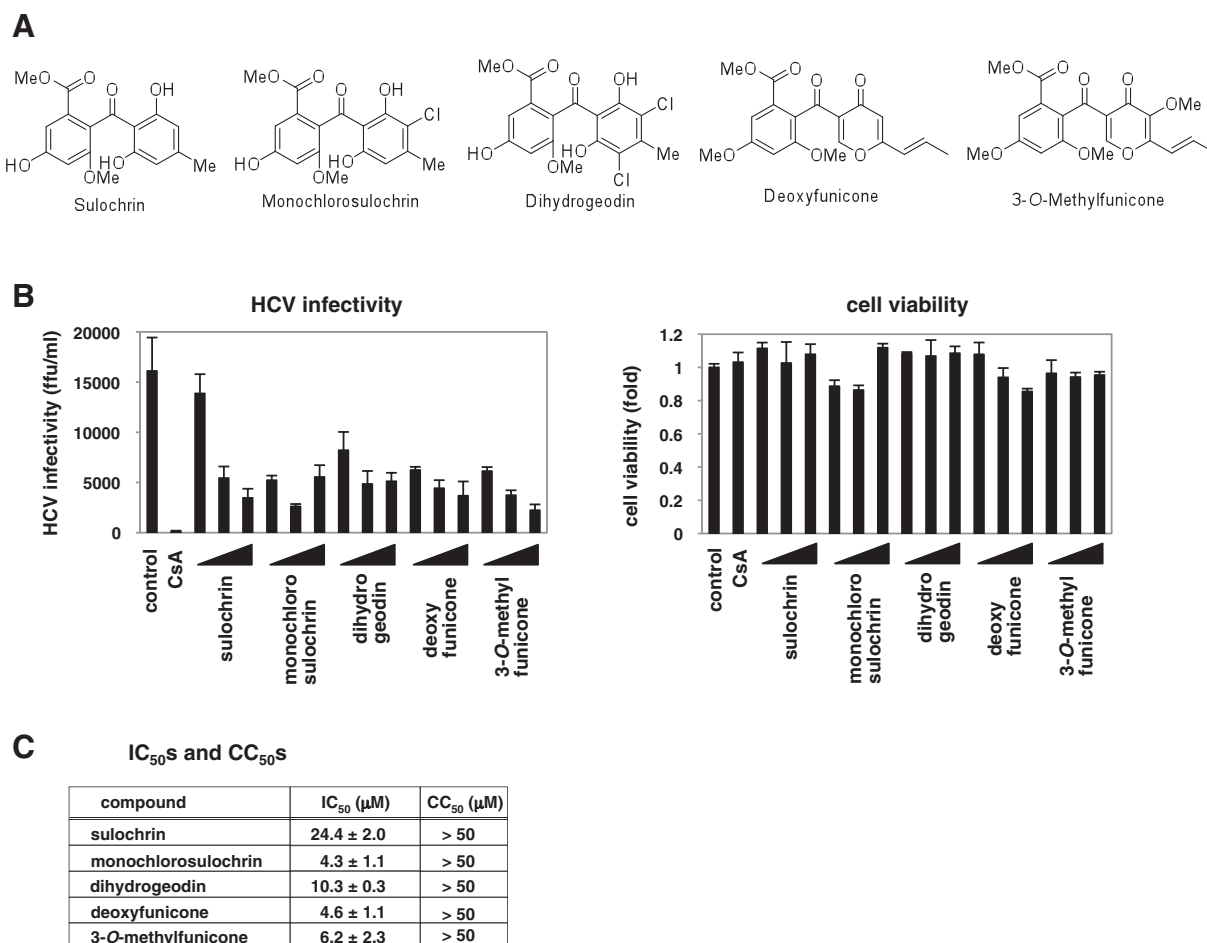 A
MeO O O OH HO OMe HO Me
Sulochrin
MeO O O OH Cl HO OMe HO Me
Monochlorosulochrin
MeO O O OH Cl HO OMe HO Me Cl
Dihydrogeodin
MeO O O O MeO OMe O
Deoxyfunicone
MeO O O O OMe MeO OMe O
3-O-Methylfunicone
B
HCV infectivity
HCV infectivity (ffu/ml)
20000
15000
10000
5000
0
control
CsA
sulochrin
monochloro
sulochrin
dihydro
geodin
deoxy
funicone
3-O-methyl
funicone
cell viability
cell viability (fold)
1.2
1
0.8
0.6
0.4
0.2
0
control
CsA
sulochrin
monochloro
sulochrin
dihydro
geodin
deoxy
funicone
3-O-methyl
funicone
C
IC50s and CC50s
compound IC50 (μM) CC50 (μM)
sulochrin 24.4 ± 2.0 > 50
monochlorosulochrin 4.3 ± 1.1 > 50
dihydrogeodin 10.3 ± 0.3 > 50
deoxyfunicone 4.6 ± 1.1 > 50
3-O-methylfunicone 6.2 ± 2.3 > 50